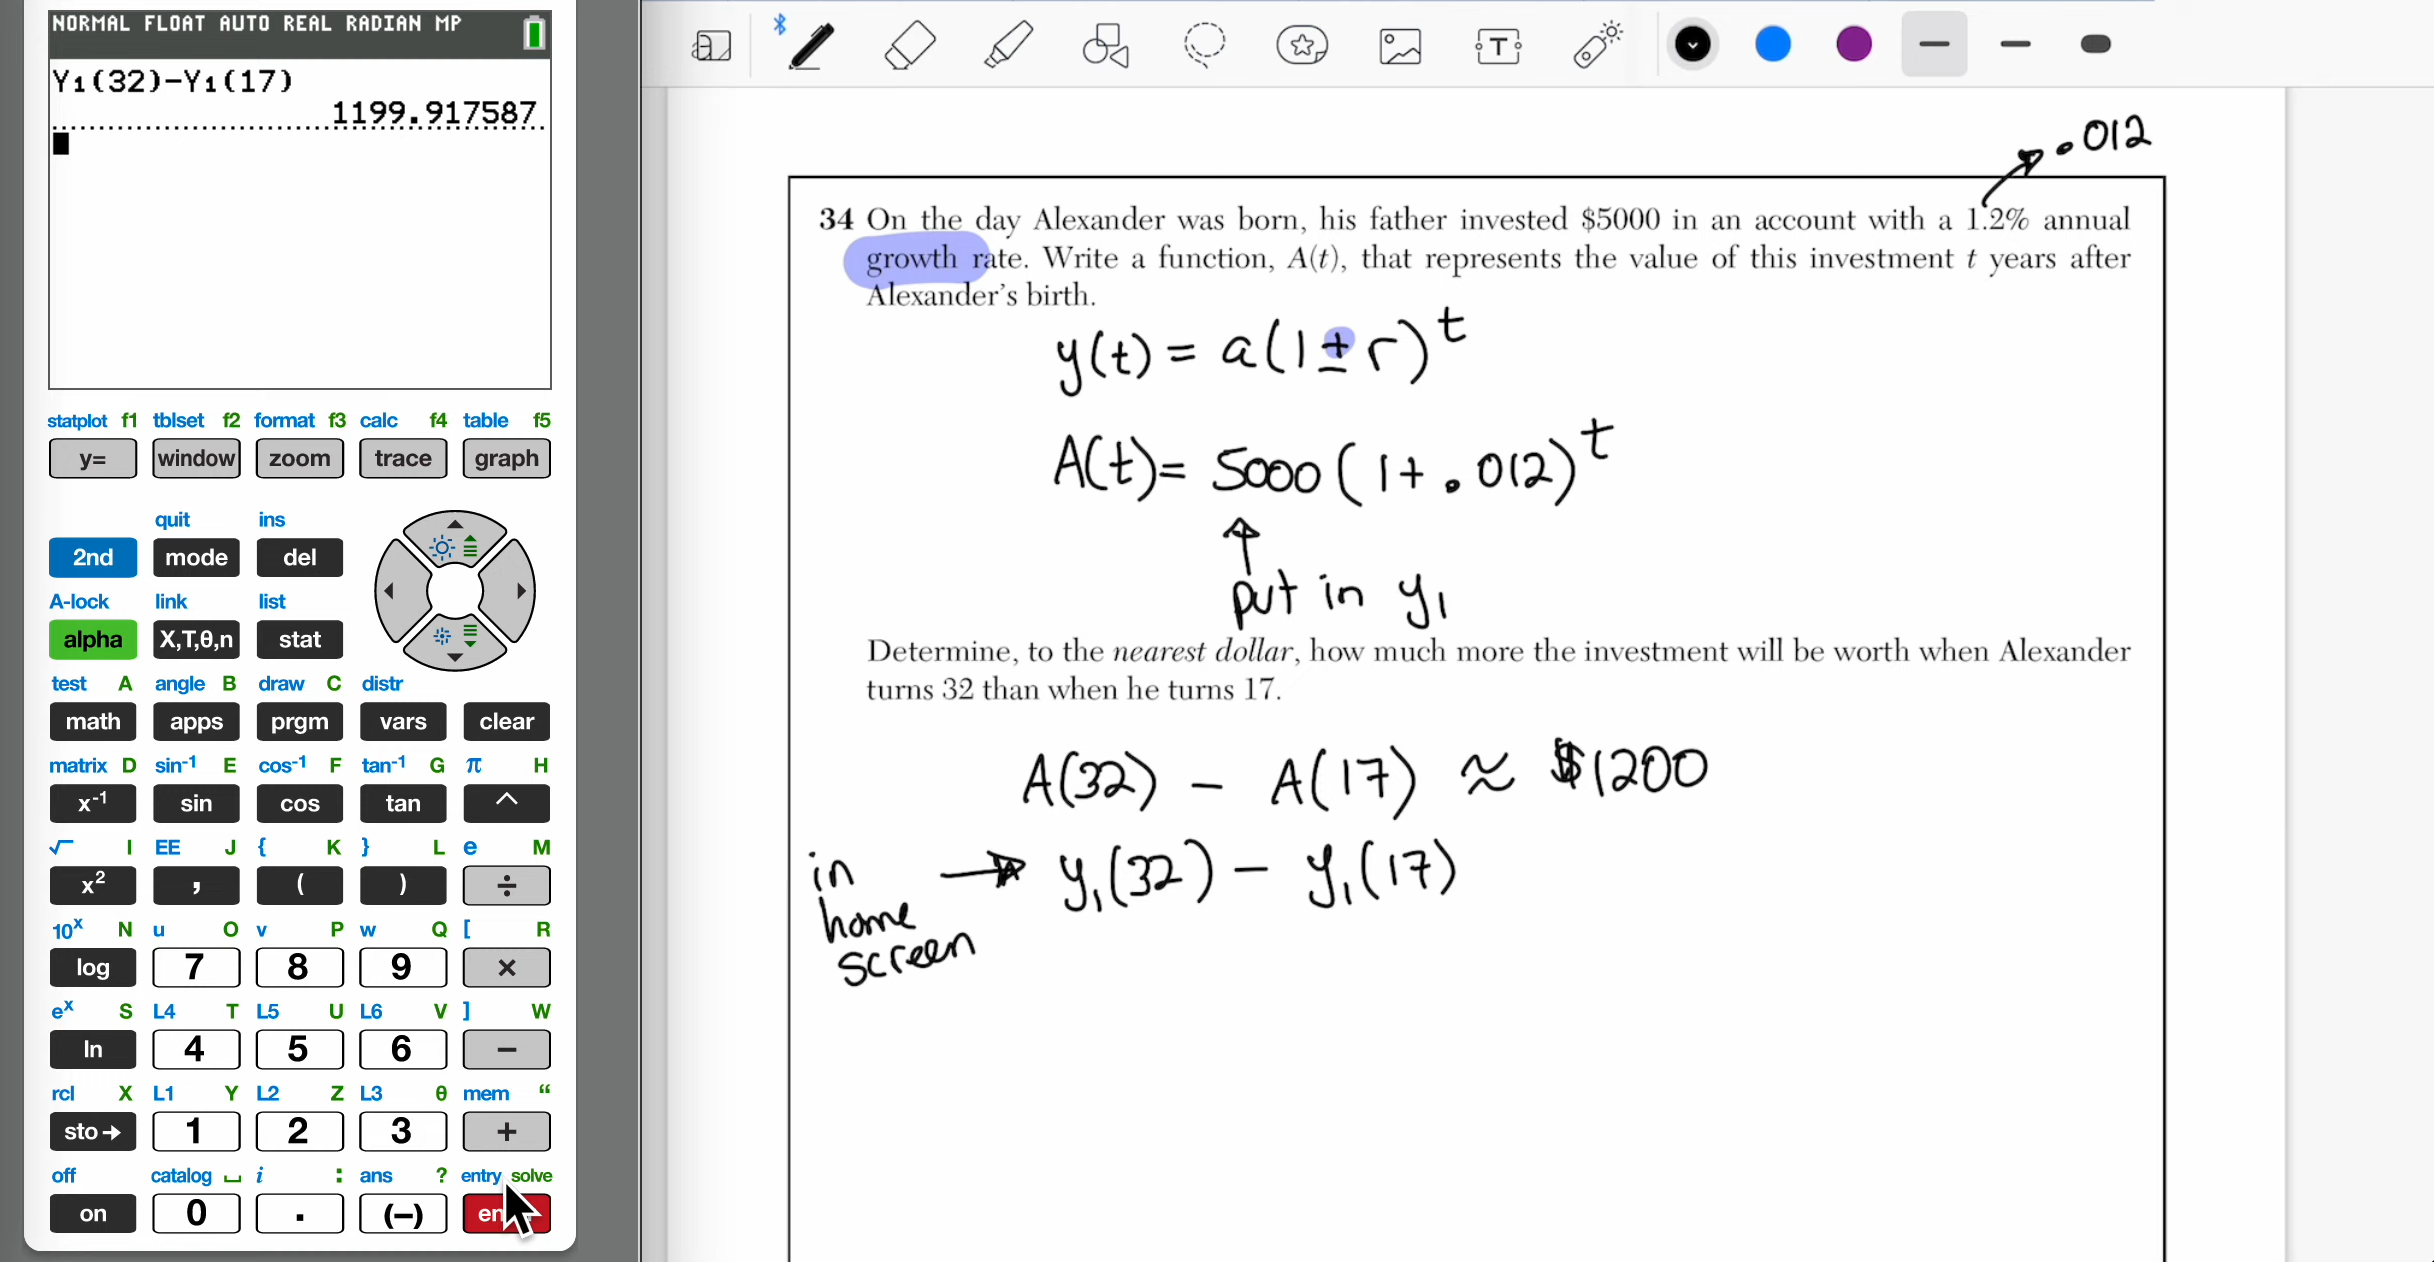 NORMAL FLOAT AUTO REAL RADIAN MP
Y₁(32)−Y₁(17)
1199.917587
statplot f1 tblset f2 format f3 calc f4 table f5
y= window zoom trace graph
quit ins
2nd mode del
A-lock link list
alpha X,T,θ,n stat
test A angle B draw C distr
math apps prgm vars clear
matrix D sin⁻¹ E cos⁻¹ F tan⁻¹ G π H
x⁻¹ sin cos tan ^
√ I EE J { K } L e M
x² , ( ) ÷
10ˣ N u O v P w Q [ R
log 7 8 9 ×
eˣ S L4 T L5 U L6 V ] W
ln 4 5 6 −
rcl X L1 Y L2 Z L3 θ mem “
sto→ 1 2 3 +
off catalog ⎵ i : ans ? entry solve
on 0 . (−) en
T
.012
34 On the day Alexander was born, his father invested $5000 in an account with a 1.2% annual
growth rate. Write a function, A(t), that represents the value of this investment t years after
Alexander’s birth.
y(t) = a(1 ± r)ᵗ
A(t) = 5000(1 + .012)ᵗ
put in y₁
Determine, to the nearest dollar, how much more the investment will be worth when Alexander
turns 32 than when he turns 17.
A(32) − A(17) ≈ $1200
in home screen → y₁(32) − y₁(17)